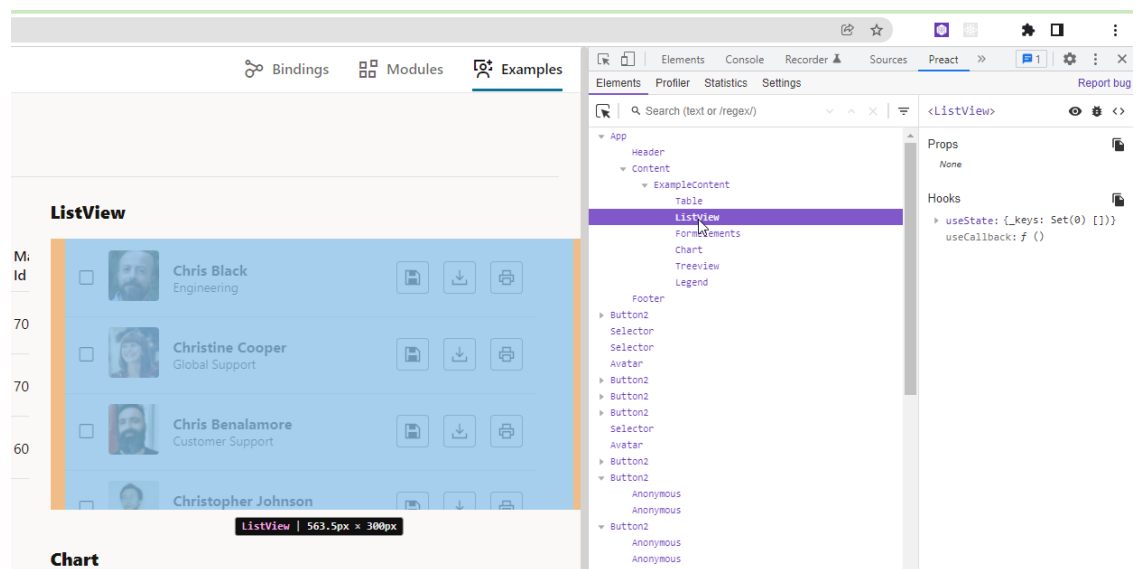 Bindings
Modules
Examples
ListView
Id
70
70
60
Chris Black
Engineering
Christine Cooper
Global Support
Chris Benalamore
Customer Support
Christopher Johnson
ListView | 563.5px × 300px
Chart
Elements Console Recorder Sources Preact » 1
Elements Profiler Statistics Settings Report bug
Search (text or /regex/)
App
Header
Content
ExampleContent
Table
ListView
FormElements
Chart
Treeview
Legend
Footer
Button2
Selector
Selector
Avatar
Button2
Button2
Button2
Selector
Avatar
Button2
Button2
Anonymous
Anonymous
Button2
Anonymous
Anonymous
<ListView>
Props
None
Hooks
useState: {_keys: Set(0) [])}
useCallback: ƒ ()